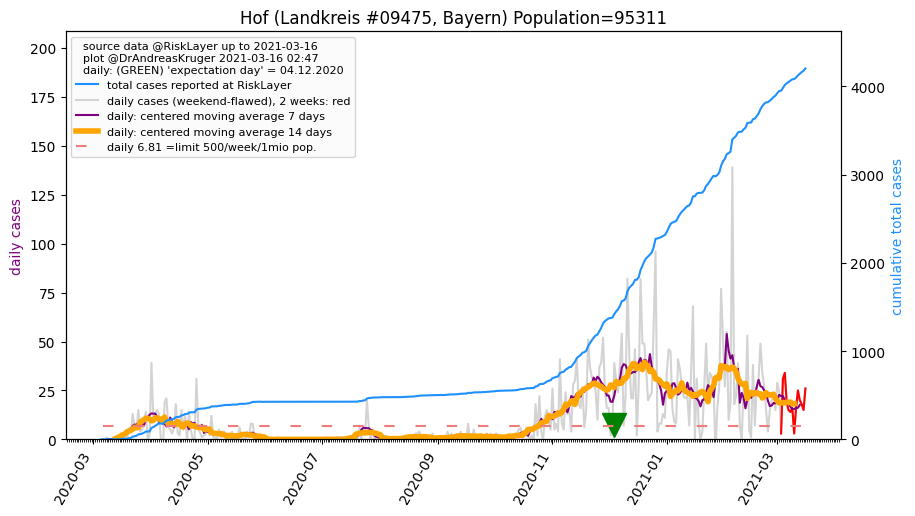 Hof (Landkreis #09475, Bayern) Population=95311
source data @RiskLayer up to 2021-03-16
plot @DrAndreasKruger 2021-03-16 02:47
daily: (GREEN) 'expectation day' = 04.12.2020
total cases reported at RiskLayer
daily cases (weekend-flawed), 2 weeks: red
daily: centered moving average 7 days
daily: centered moving average 14 days
daily 6.81 =limit 500/week/1mio pop.
daily cases
200
175
150
125
100
75
50
25
0
cumulative total cases
4000
3000
2000
1000
0
2020-03
2020-05
2020-07
2020-09
2020-11
2021-01
2021-03